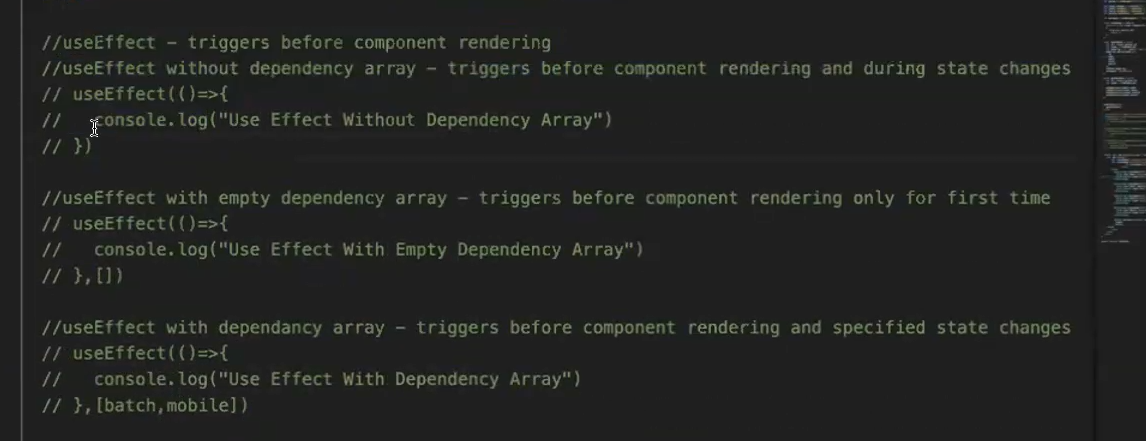 //useEffect – triggers before component rendering
//useEffect without dependency array – triggers before component rendering and during state changes
// useEffect(()=>{
//   console.log("Use Effect Without Dependency Array")
// })
//useEffect with empty dependency array – triggers before component rendering only for first time
// useEffect(()=>{
//   console.log("Use Effect With Empty Dependency Array")
// },[])
//useEffect with dependancy array – triggers before component rendering and specified state changes
// useEffect(()=>{
//   console.log("Use Effect With Dependency Array")
// },[batch,mobile])